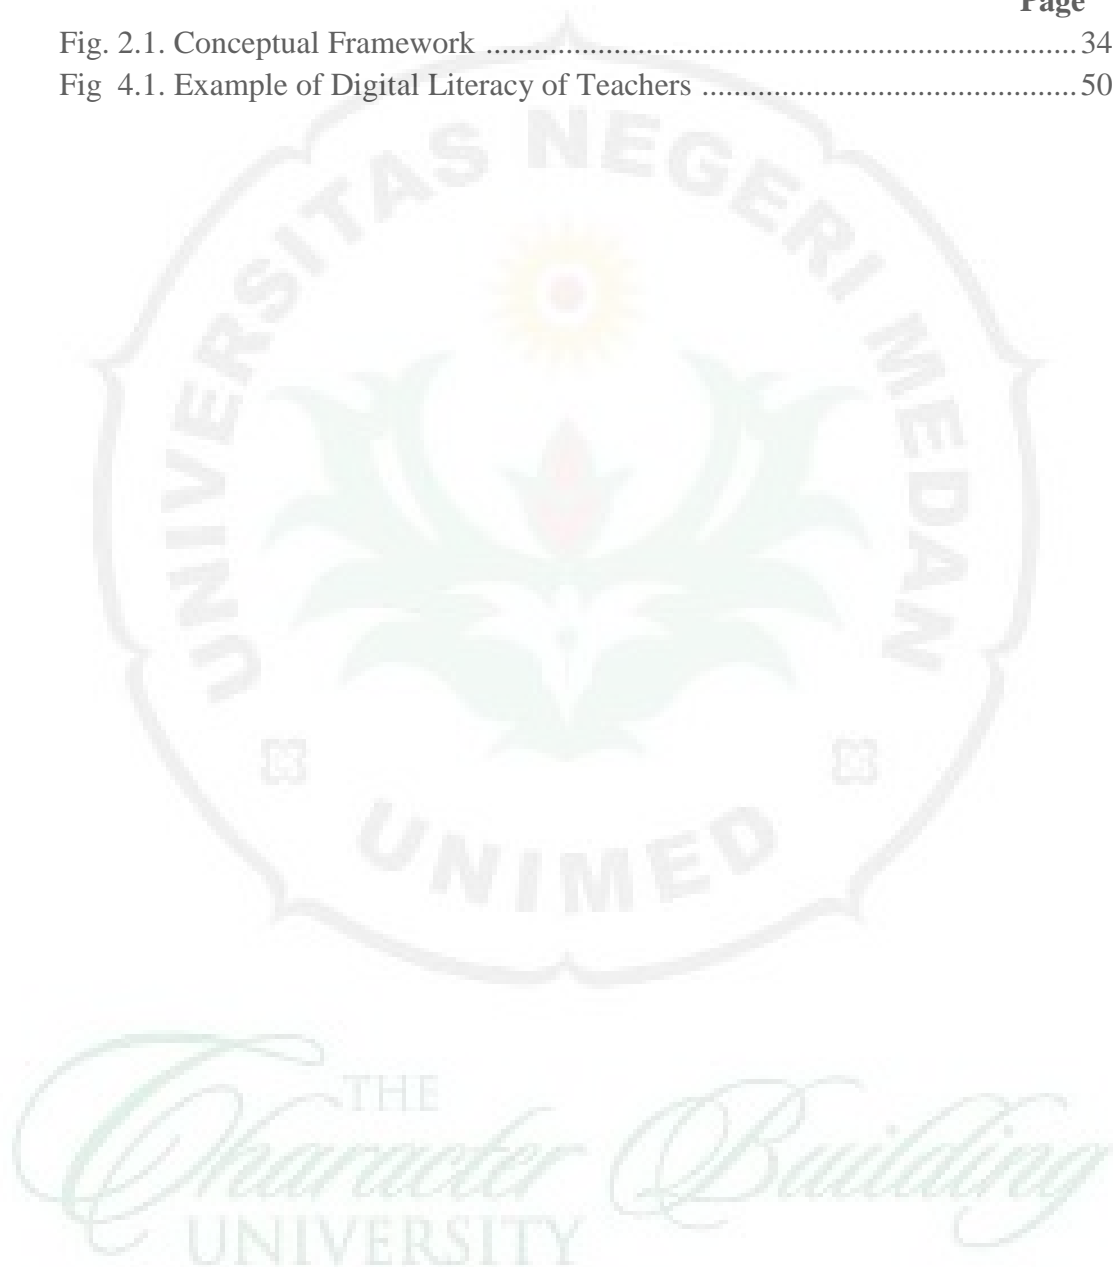 Page
Fig. 2.1. Conceptual Framework ........................................................................... 34
Fig  4.1. Example of Digital Literacy of Teachers ................................................ 50
UNIVERSITAS NEGERI MEDAN
UNIMED
THE
Character Building
UNIVERSITY